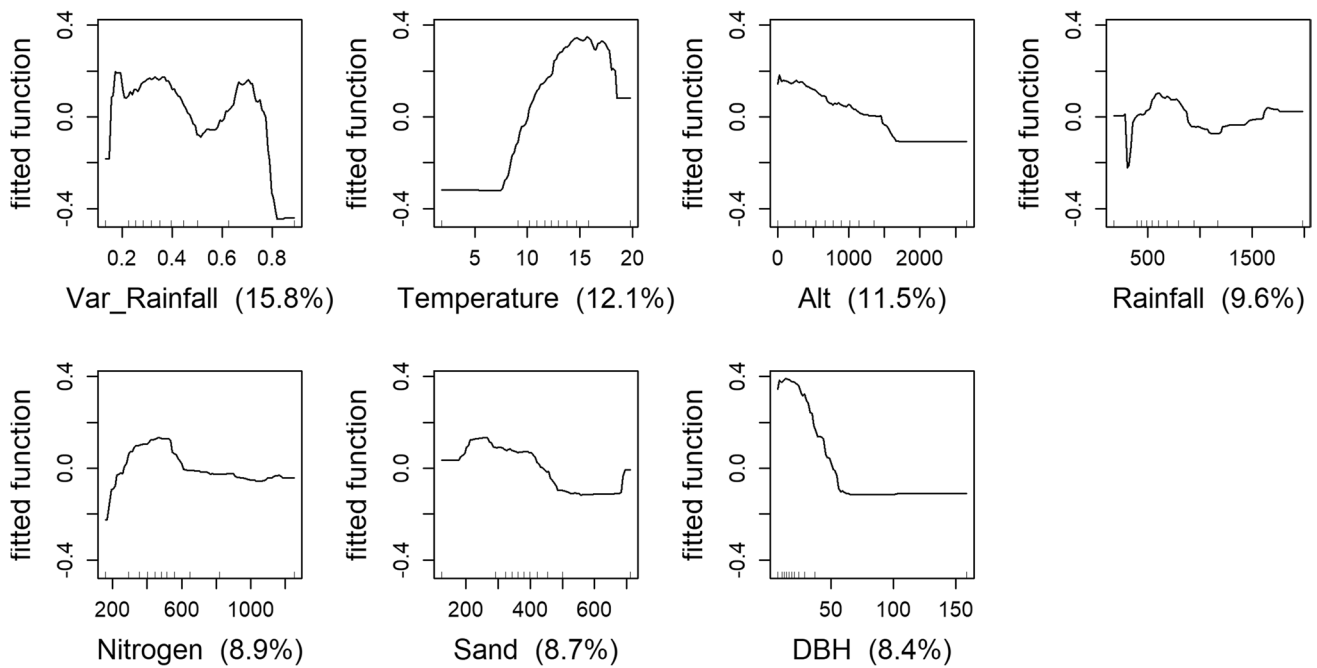 fitted function
0.4
0.0
-0.4
0.2 0.4 0.6 0.8
Var_Rainfall (15.8%)
fitted function
0.4
0.0
-0.4
5 10 15 20
Temperature (12.1%)
fitted function
0.4
0.0
-0.4
0 1000 2000
Alt (11.5%)
fitted function
0.4
0.0
-0.4
500 1500
Rainfall (9.6%)
fitted function
0.4
0.0
-0.4
200 600 1000
Nitrogen (8.9%)
fitted function
0.4
0.0
-0.4
200 400 600
Sand (8.7%)
fitted function
0.4
0.0
-0.4
50 100 150
DBH (8.4%)